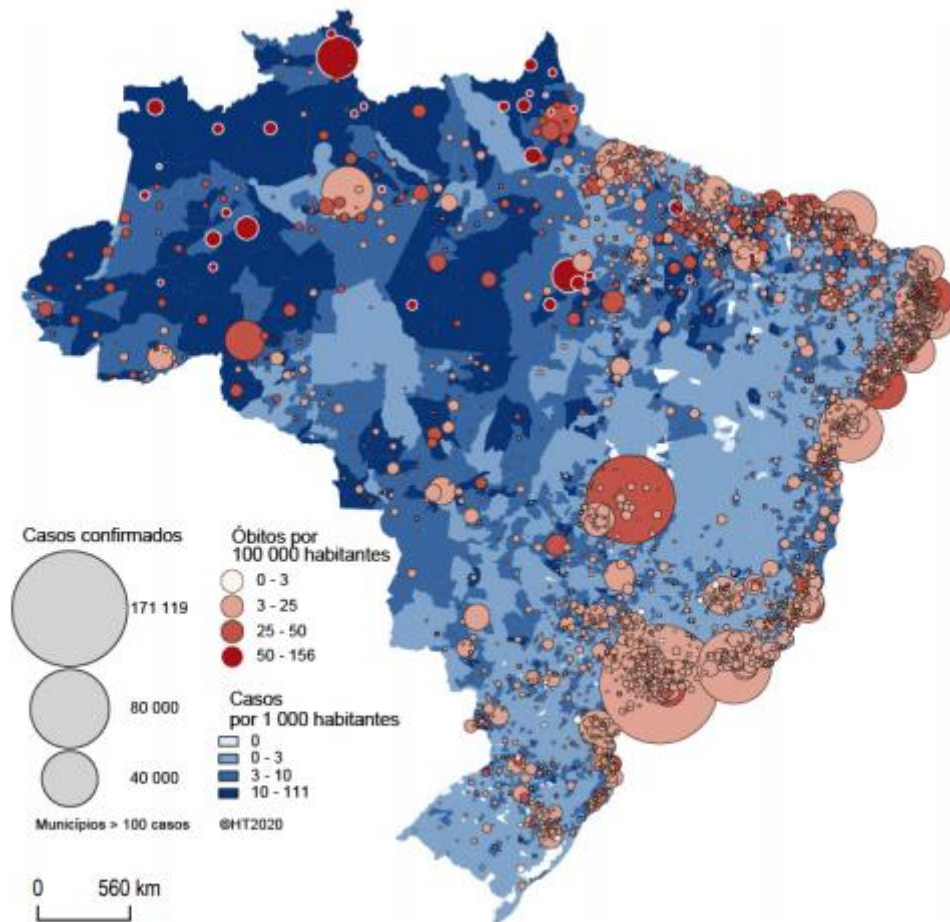 Casos confirmados
171 119
80 000
40 000
Municípios > 100 casos
0 560 km
Óbitos por
100 000 habitantes
0 - 3
3 - 25
25 - 50
50 - 156
Casos
por 1 000 habitantes
0
0 - 3
3 - 10
10 - 111
©HT2020